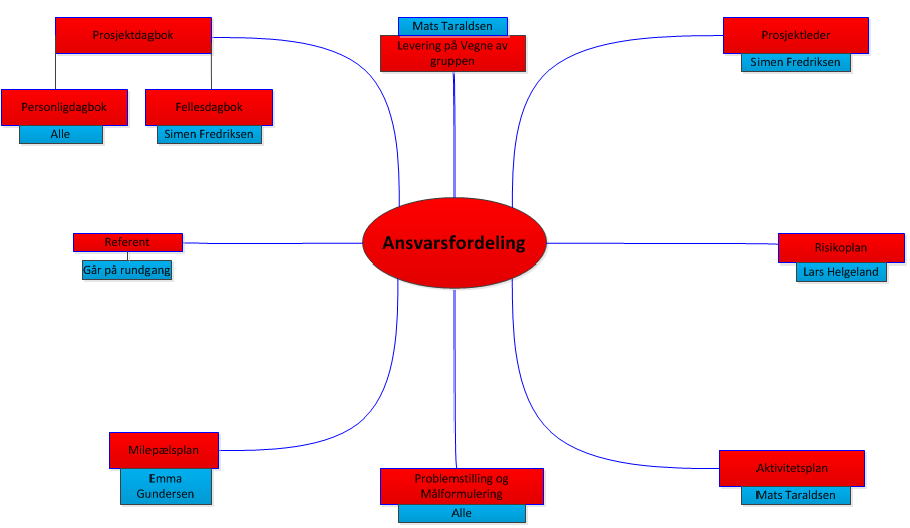 Prosjektdagbok
Personligdagbok
Alle
Fellesdagbok
Simen Fredriksen
Mats Taraldsen
Levering på Vegne av
gruppen
Prosjektleder
Simen Fredriksen
Referent
Går på rundgang
Ansvarsfordeling
Risikoplan
Lars Helgeland
Milepælsplan
Emma
Gundersen
Problemstilling og
Målformulering
Alle
Aktivitetsplan
Mats Taraldsen